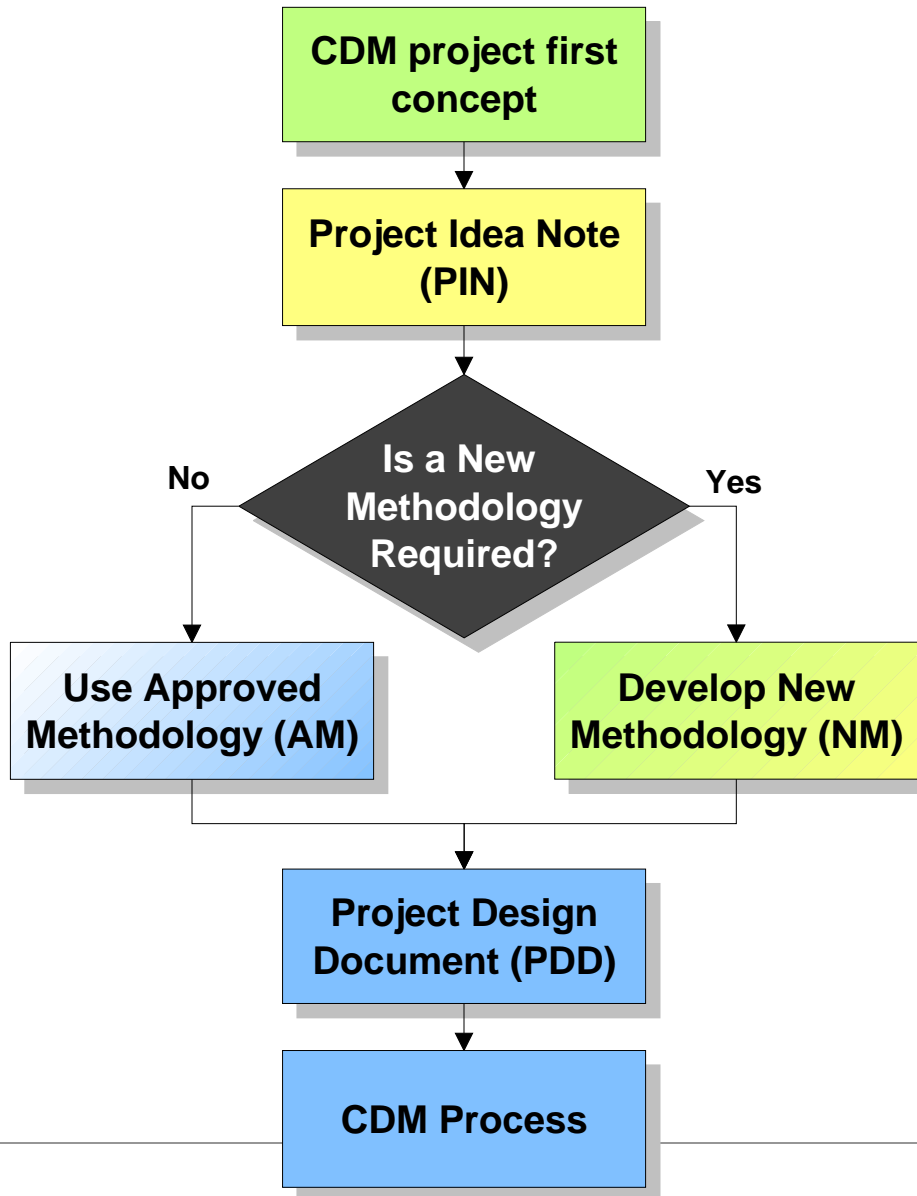 CDM project first
concept
Project Idea Note
(PIN)
Is a New
Methodology
Required?
No
Yes
Use Approved
Methodology (AM)
Develop New
Methodology (NM)
Project Design
Document (PDD)
CDM Process